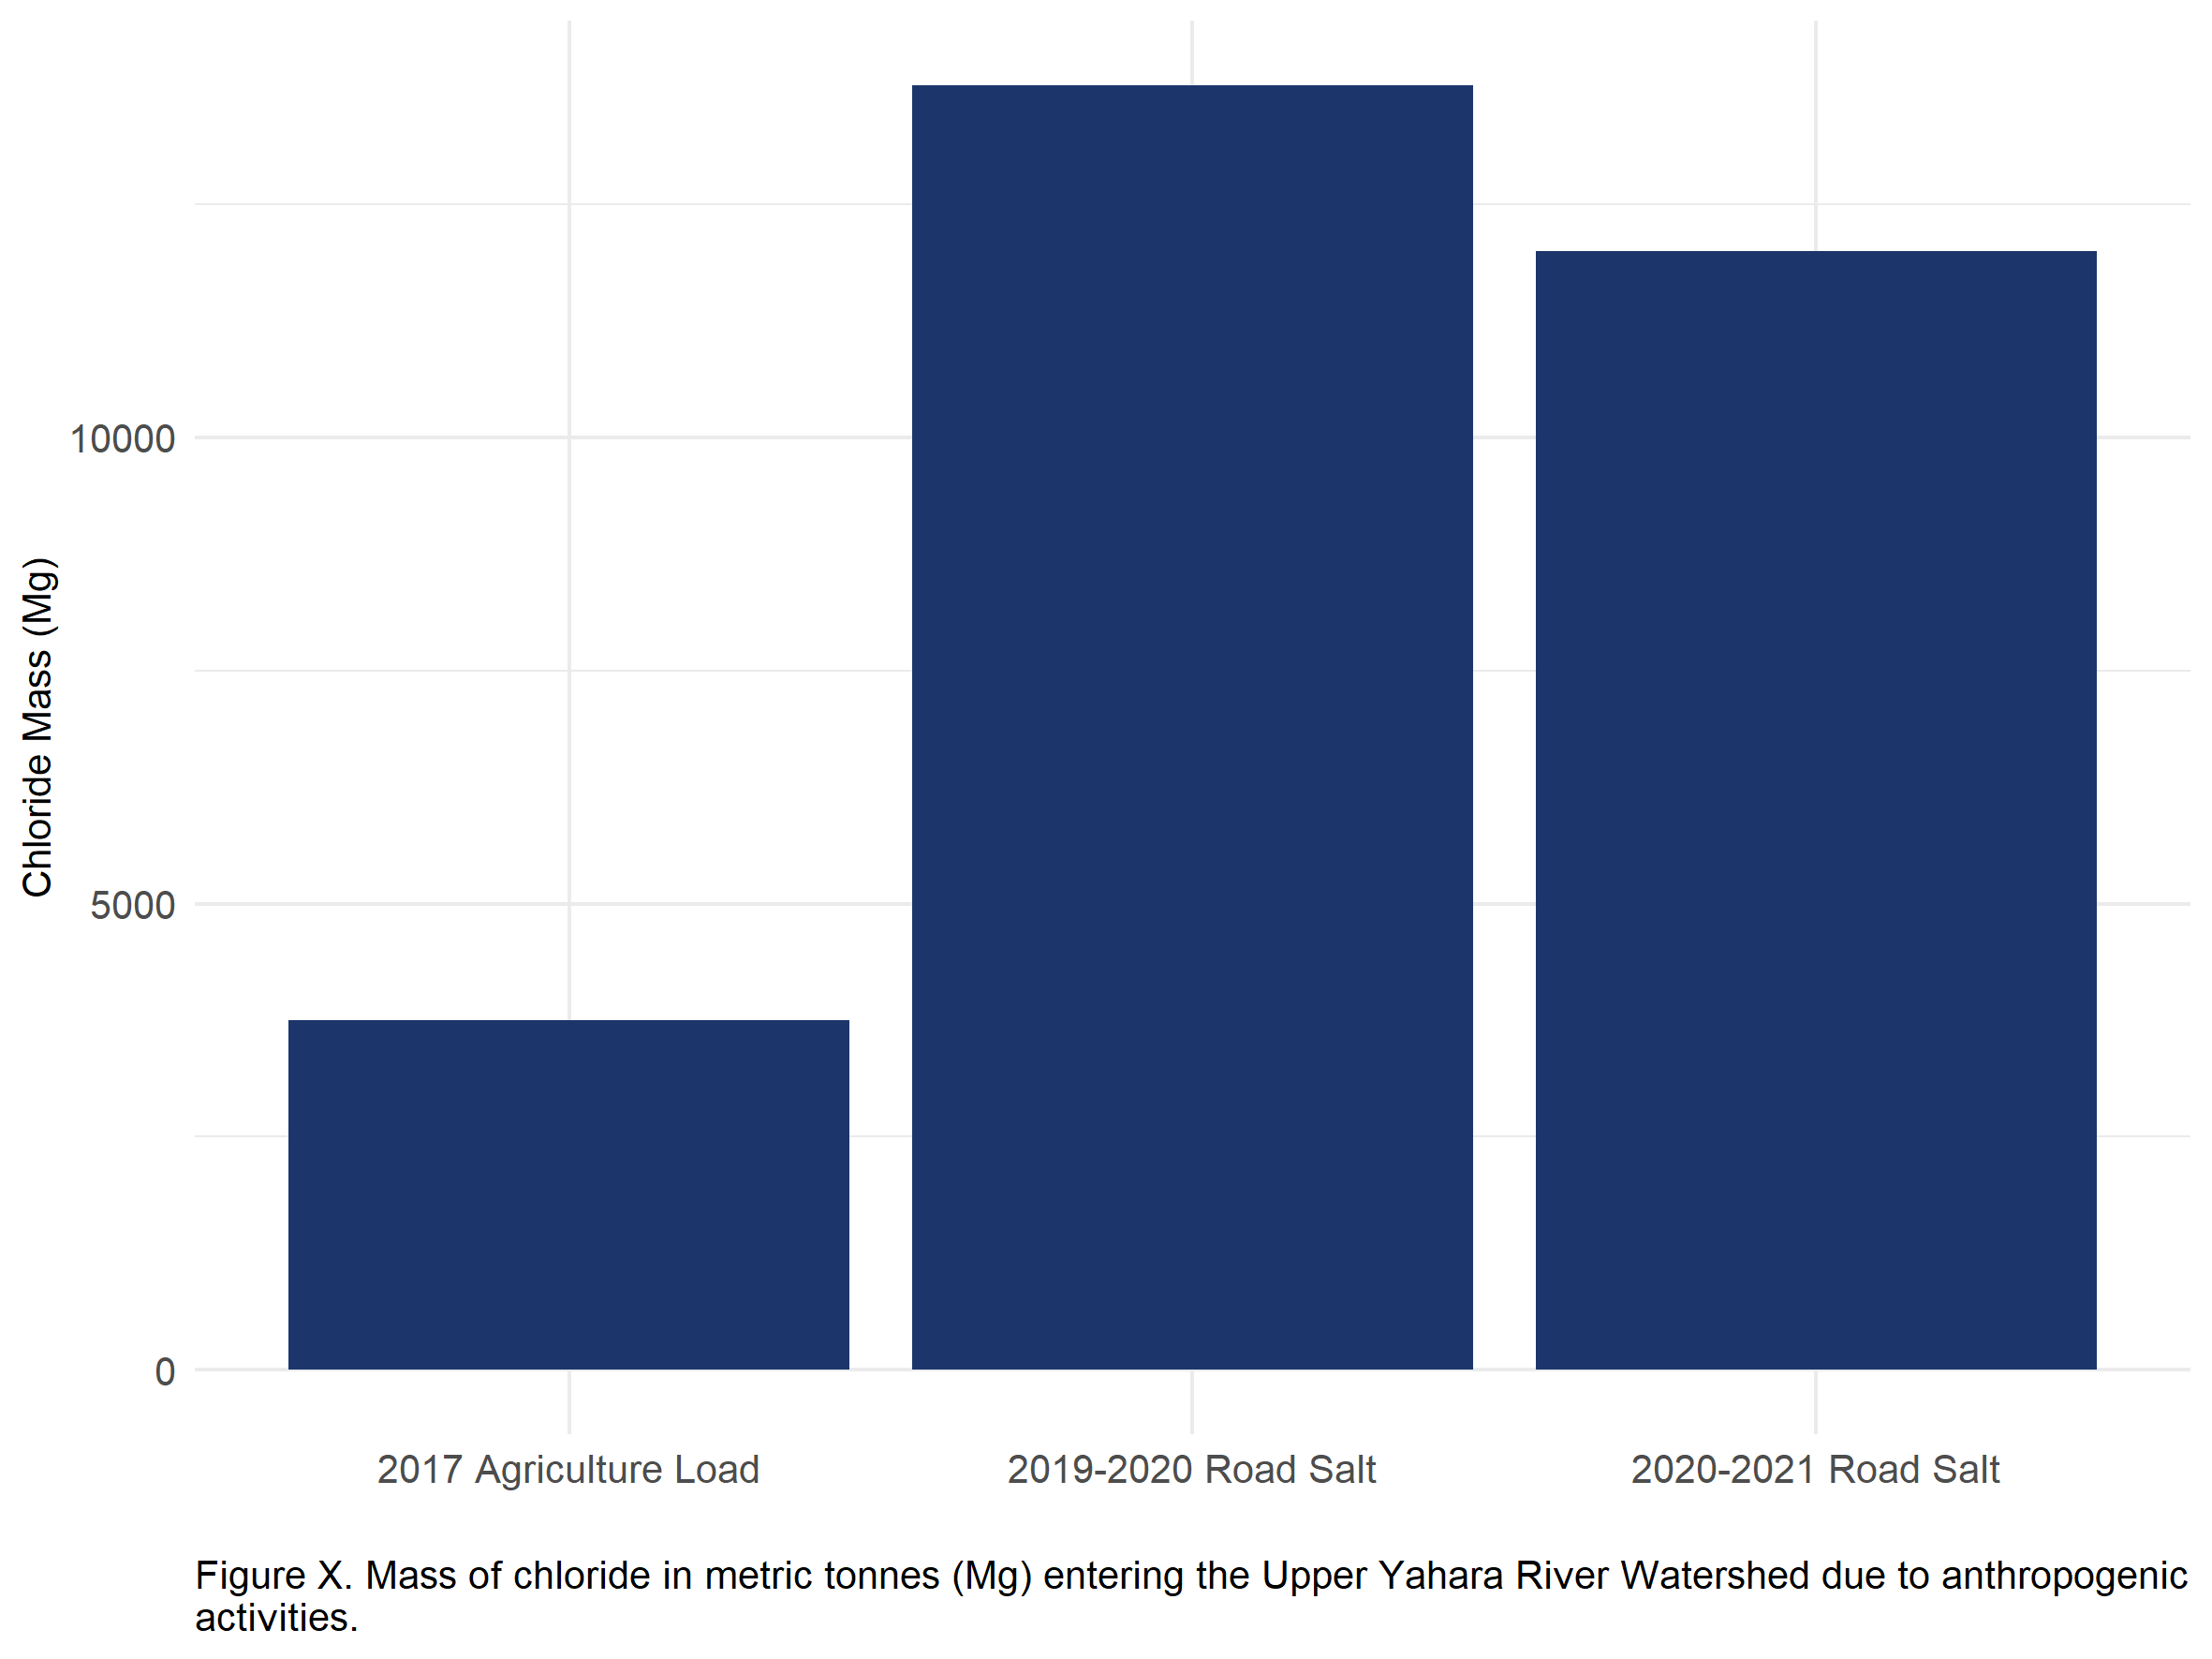 10000
5000
0
Chloride Mass (Mg)
2017 Agriculture Load
2019-2020 Road Salt
2020-2021 Road Salt
Figure X. Mass of chloride in metric tonnes (Mg) entering the Upper Yahara River Watershed due to anthropogenic
activities.